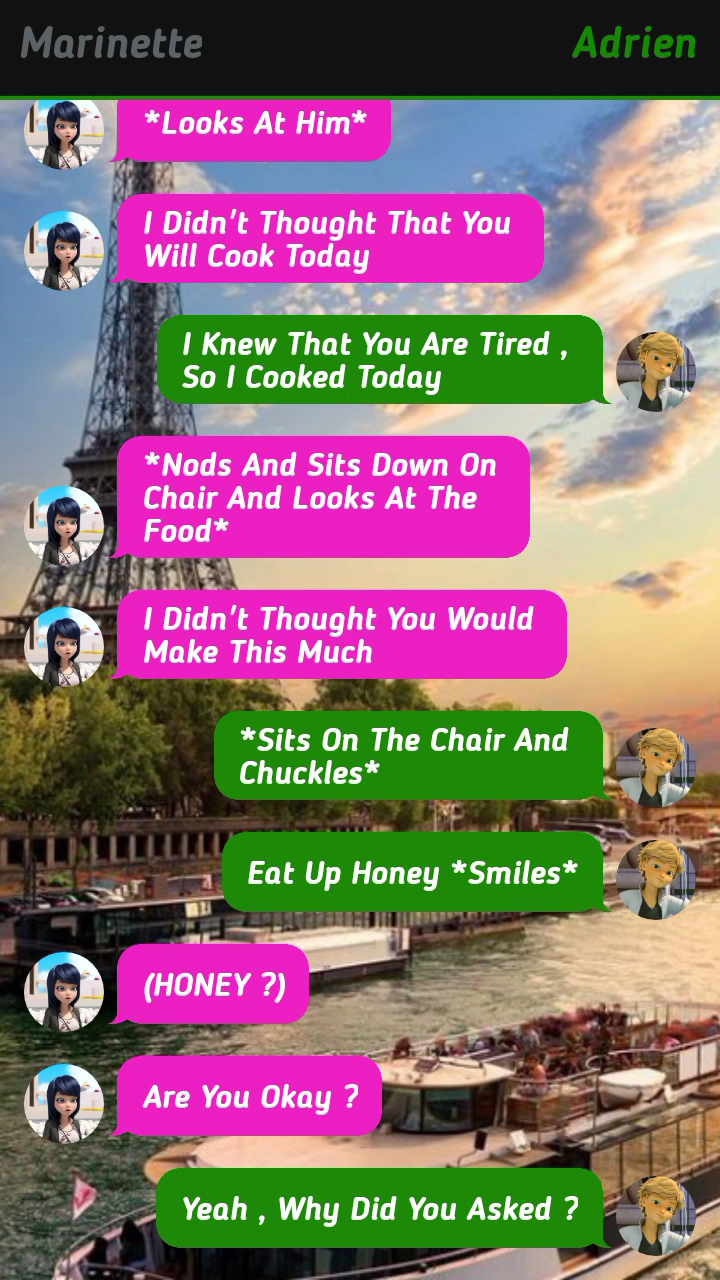 Marinette
Adrien
*Looks At Him*
I Didn't Thought That You
Will Cook Today
I Knew That You Are Tired ,
So I Cooked Today
*Nods And Sits Down On
Chair And Looks At The
Food*
I Didn't Thought You Would
Make This Much
*Sits On The Chair And
Chuckles*
Eat Up Honey *Smiles*
(HONEY ?)
Are You Okay ?
Yeah , Why Did You Asked ?